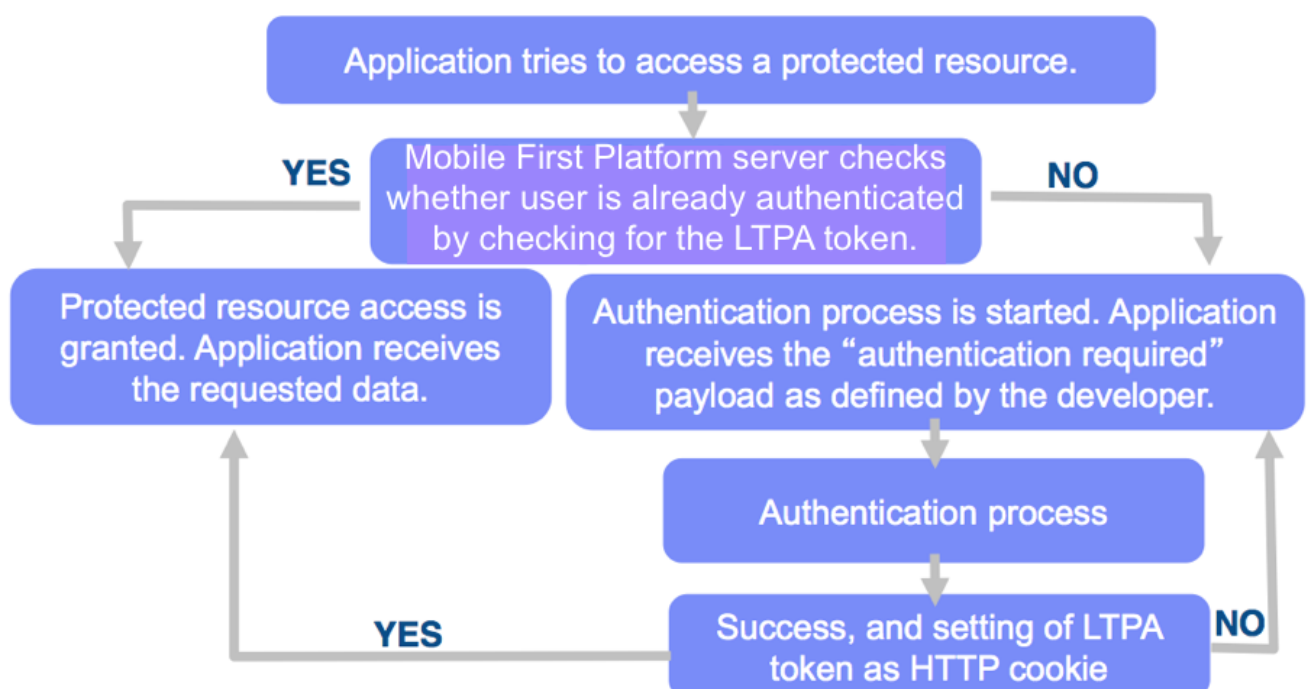 Application tries to access a protected resource.
YES
Mobile First Platform server checks
whether user is already authenticated
by checking for the LTPA token.
NO
Protected resource access is
granted. Application receives
the requested data.
Authentication process is started. Application
receives the “authentication required”
payload as defined by the developer.
Authentication process
YES
Success, and setting of LTPA
token as HTTP cookie
NO